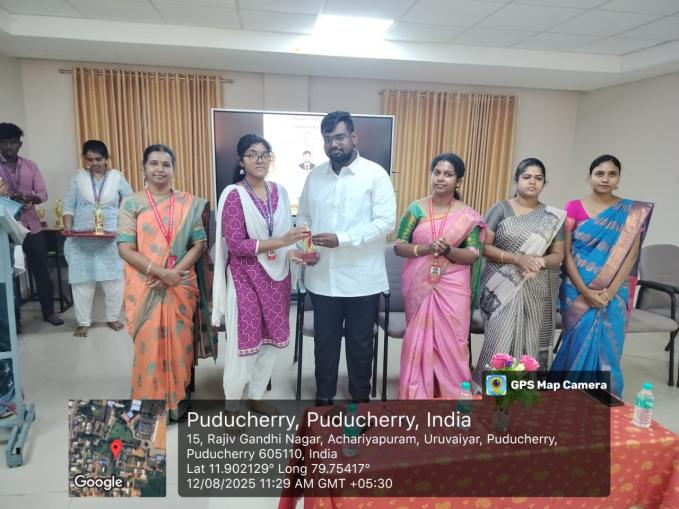 GPS Map Camera
Puducherry, Puducherry, India
15, Rajiv Gandhi Nagar, Achariyapuram, Uruvaiyar, Puducherry,
Puducherry 605110, India
Lat 11.902129° Long 79.75417°
12/08/2025 11:29 AM GMT +05:30
Google